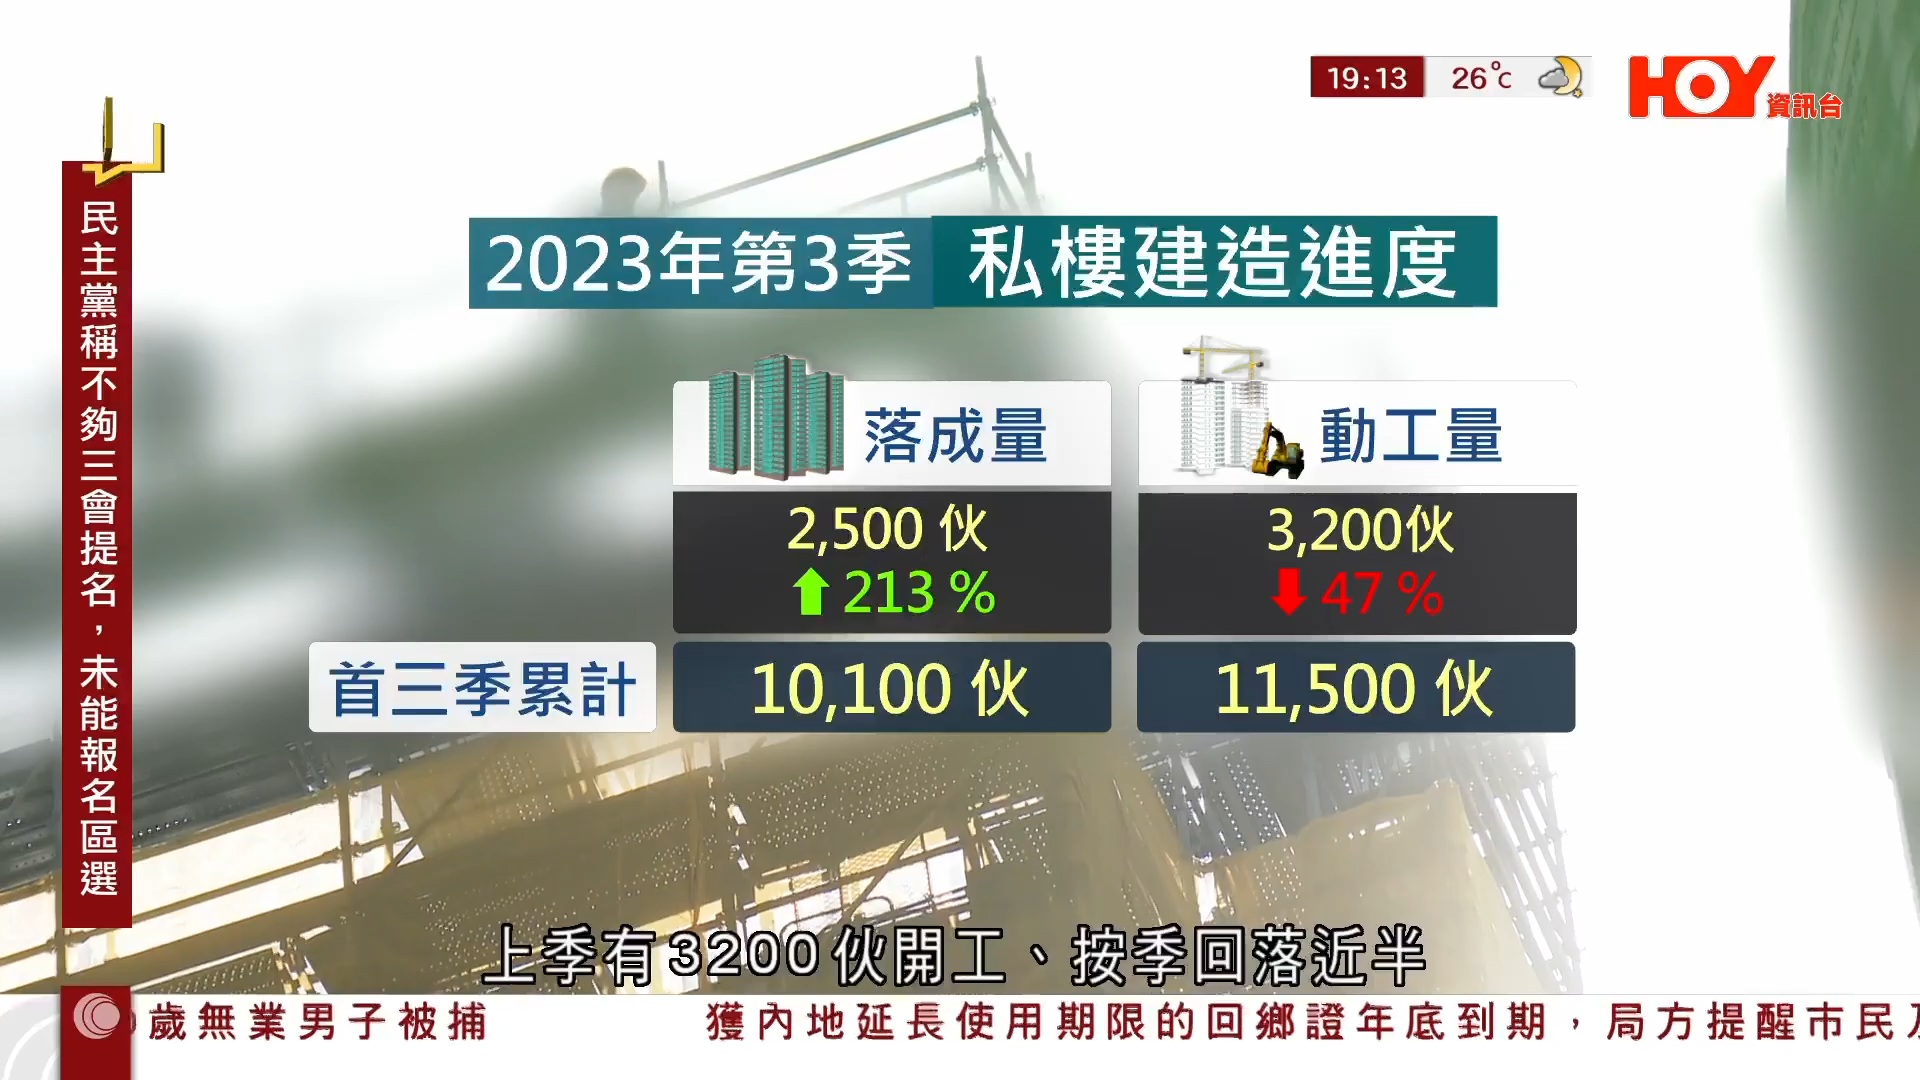 19:13
26°C
HOY 資訊台
民主黨稱不夠三會提名，未能報名區選
2023年第3季 私樓建造進度
落成量
動工量
2,500 伙
213 %
3,200伙
47 %
首三季累計
10,100 伙
11,500 伙
上季有3200伙開工、按季回落近半
歲無業男子被捕 獲內地延長使用期限的回鄉證年底到期，局方提醒市民